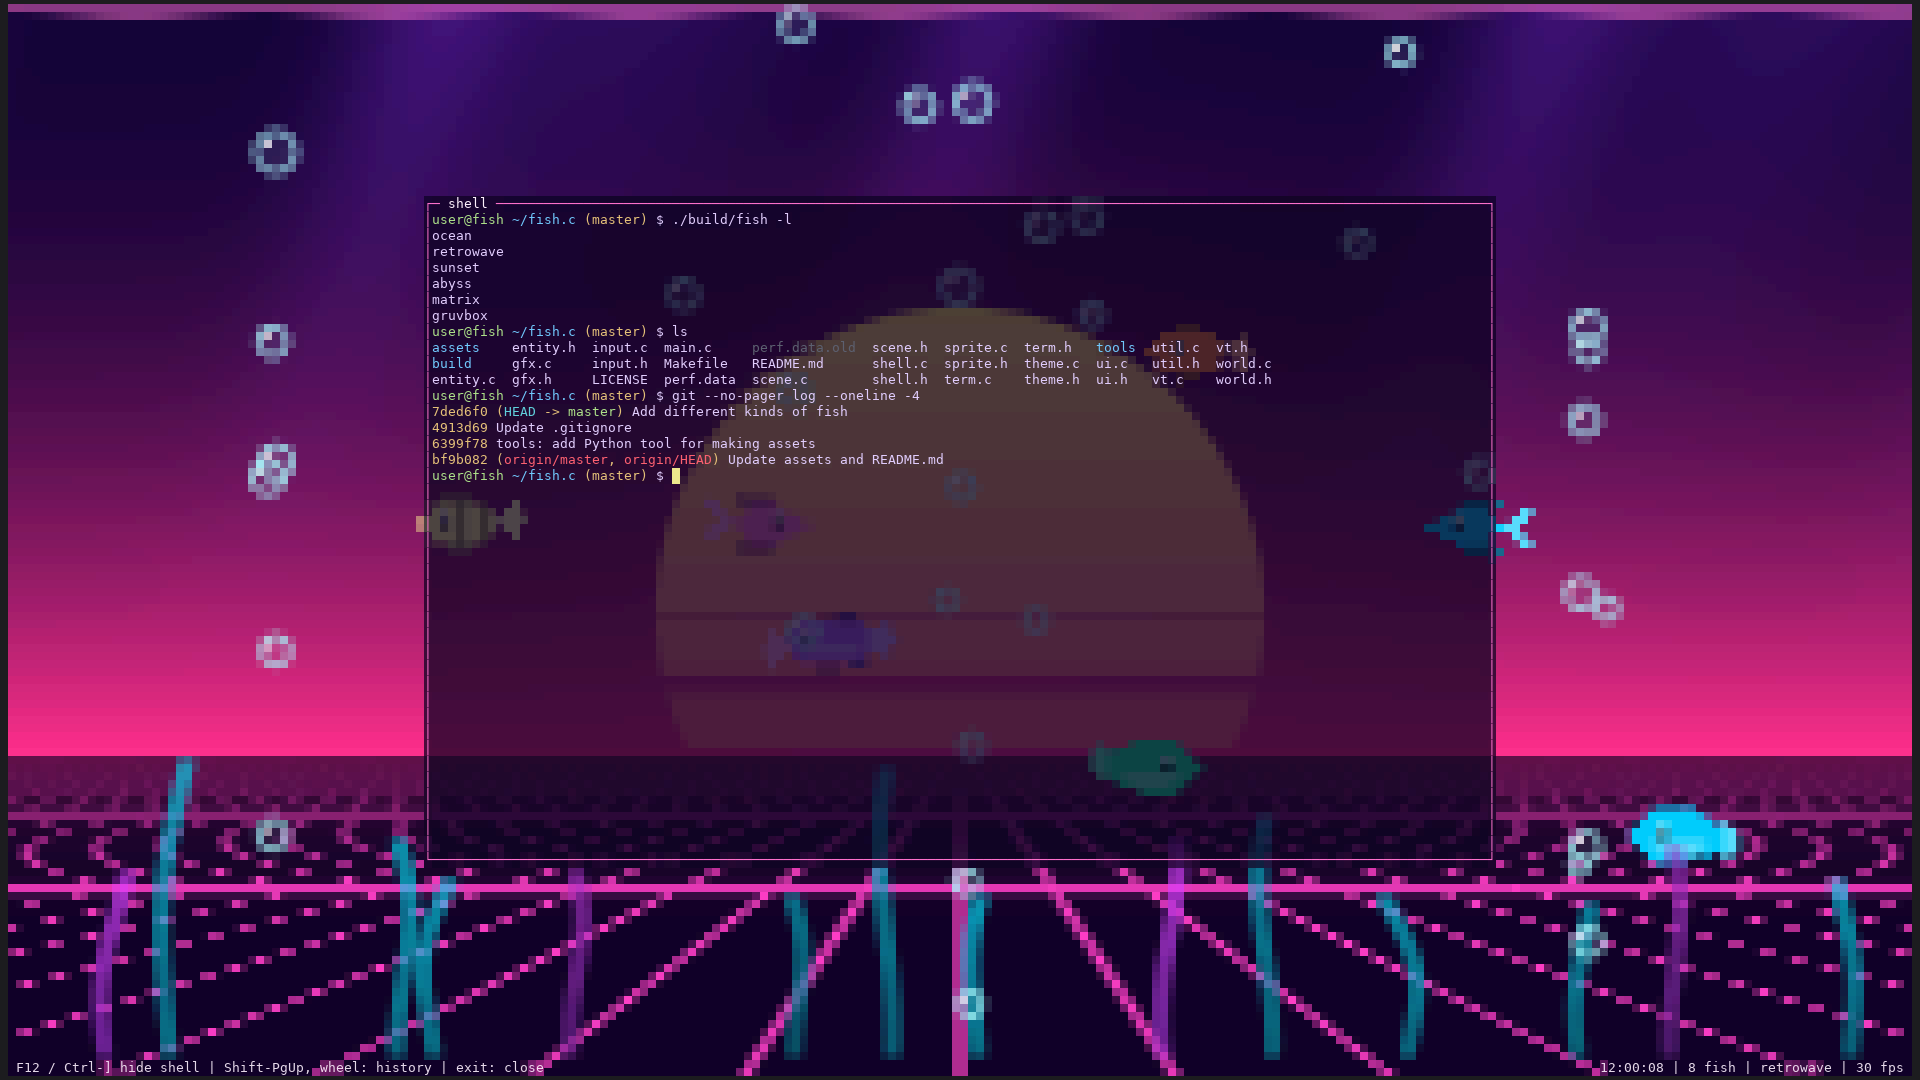 shell
user@fish ~/fish.c (master) $ ./build/fish -l
ocean
retrowave
sunset
abyss
matrix
gruvbox
user@fish ~/fish.c (master) $ ls
assets    entity.h  input.c  main.c     perf.data.old  scene.h  sprite.c  term.h   tools  util.c  vt.h
build     gfx.c     input.h  Makefile   README.md      shell.c  sprite.h  theme.c  ui.c   util.h  world.c
entity.c  gfx.h     LICENSE  perf.data  scene.c        shell.h  term.c    theme.h  ui.h   vt.c    world.h
user@fish ~/fish.c (master) $ git --no-pager log --oneline -4
7ded6f0 (HEAD -> master) Add different kinds of fish
4913d69 Update .gitignore
6399f78 tools: add Python tool for making assets
bf9b082 (origin/master, origin/HEAD) Update assets and README.md
user@fish ~/fish.c (master) $
F12 / Ctrl-] hide shell | Shift-PgUp, wheel: history | exit: close
12:00:08 | 8 fish | retrowave | 30 fps